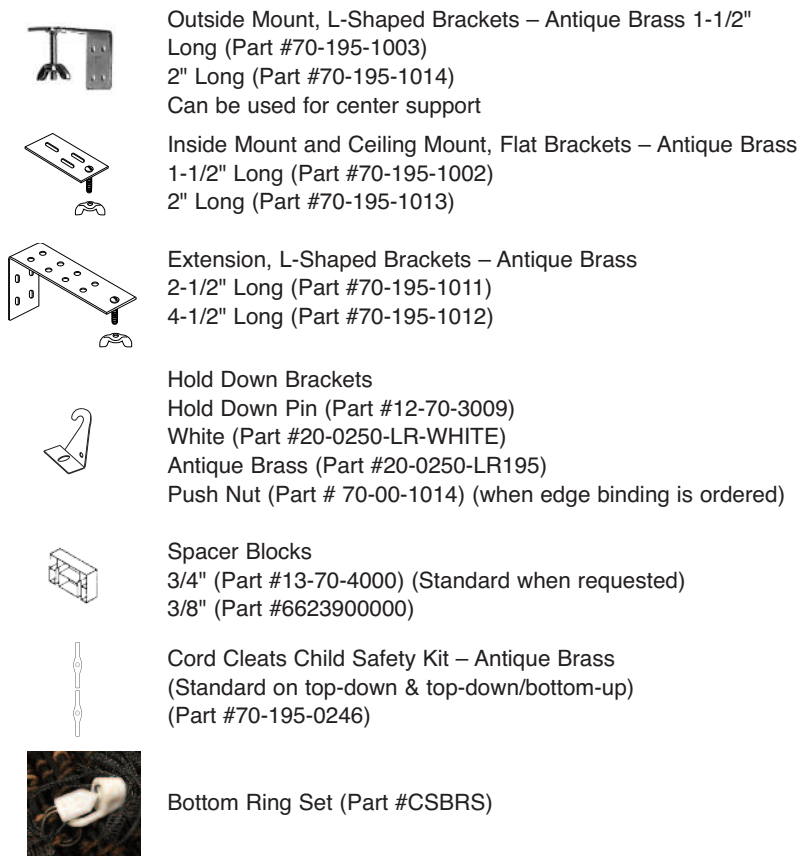 Outside Mount, L-Shaped Brackets – Antique Brass 1-1/2"
Long (Part #70-195-1003)
2" Long (Part #70-195-1014)
Can be used for center support
Inside Mount and Ceiling Mount, Flat Brackets – Antique Brass
1-1/2" Long (Part #70-195-1002)
2" Long (Part #70-195-1013)
Extension, L-Shaped Brackets – Antique Brass
2-1/2" Long (Part #70-195-1011)
4-1/2" Long (Part #70-195-1012)
Hold Down Brackets
Hold Down Pin (Part #12-70-3009)
White (Part #20-0250-LR-WHITE)
Antique Brass (Part #20-0250-LR195)
Push Nut (Part # 70-00-1014) (when edge binding is ordered)
Spacer Blocks
3/4" (Part #13-70-4000) (Standard when requested)
3/8" (Part #6623900000)
Cord Cleats Child Safety Kit – Antique Brass
(Standard on top-down & top-down/bottom-up)
(Part #70-195-0246)
Bottom Ring Set (Part #CSBRS)